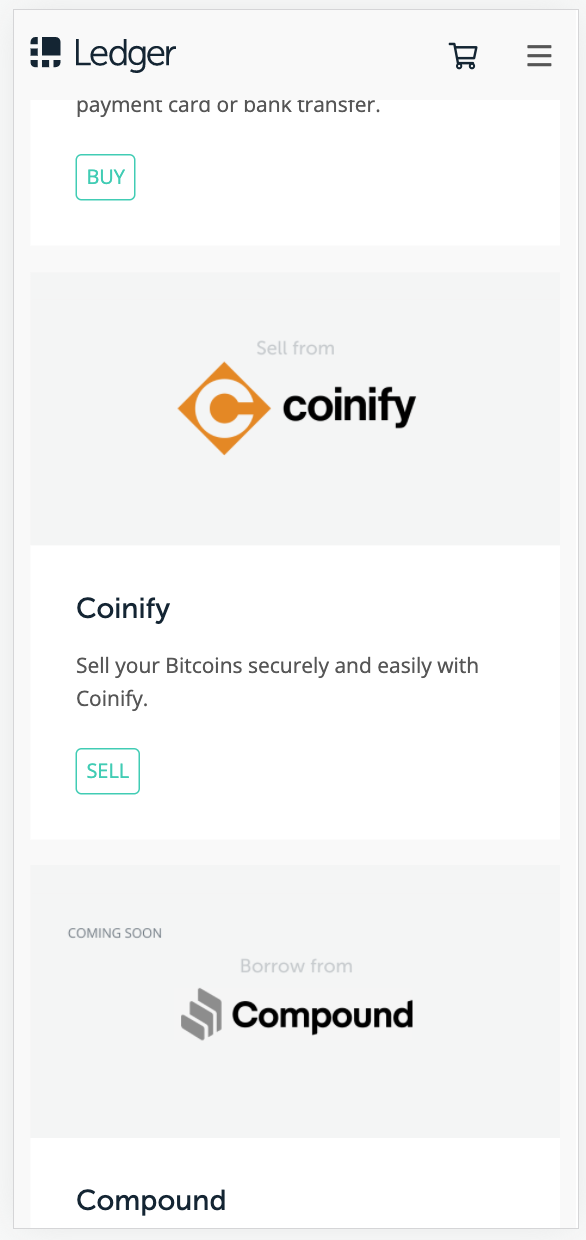 Ledger
payment card or bank transfer.
BUY
Sell from
coinify
Coinify
Sell your Bitcoins securely and easily with
Coinify.
SELL
COMING SOON
Borrow from
Compound
Compound